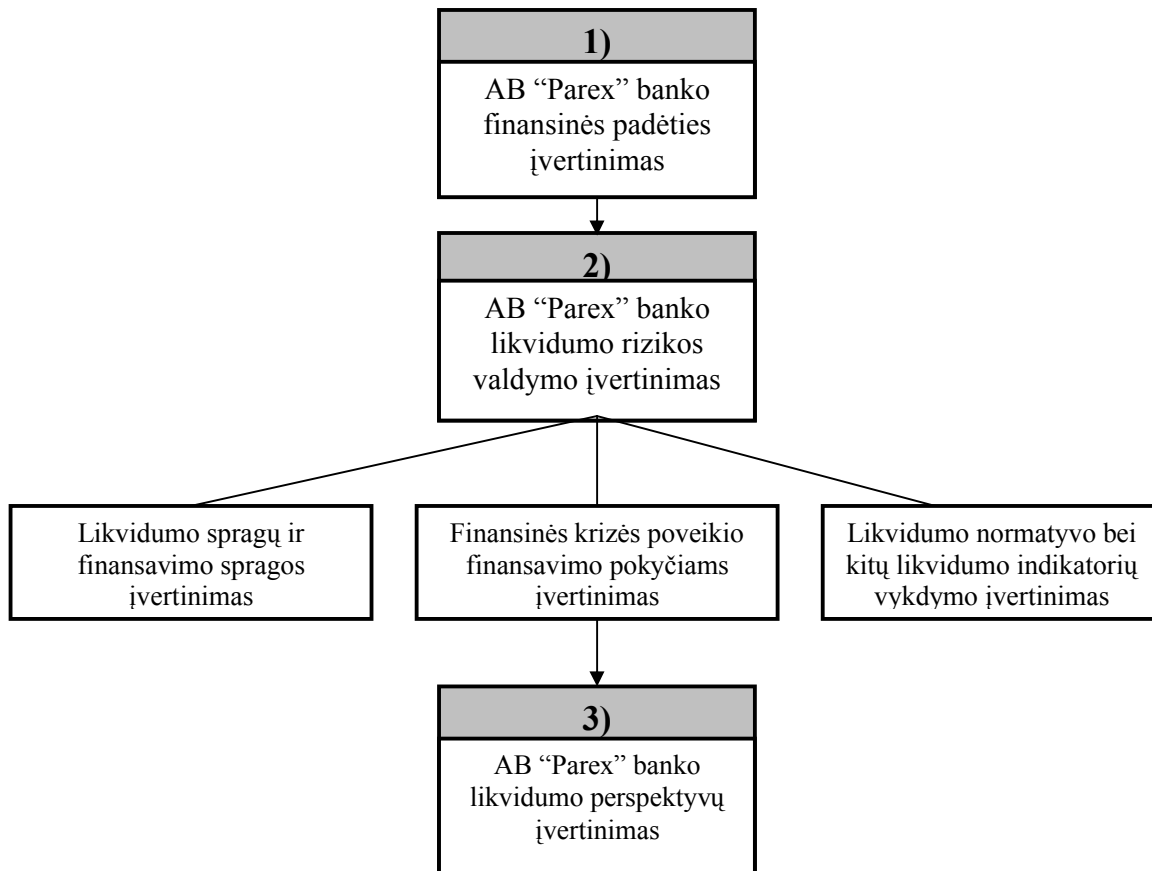 1)
AB “Parex” banko
finansinės padėties
įvertinimas
2)
AB “Parex” banko
likvidumo rizikos
valdymo įvertinimas
Likvidumo spragų ir
finansavimo spragos
įvertinimas
Finansinės krizės poveikio
finansavimo pokyčiams
įvertinimas
Likvidumo normatyvo bei
kitų likvidumo indikatorių
vykdymo įvertinimas
3)
AB “Parex” banko
likvidumo perspektyvų
įvertinimas